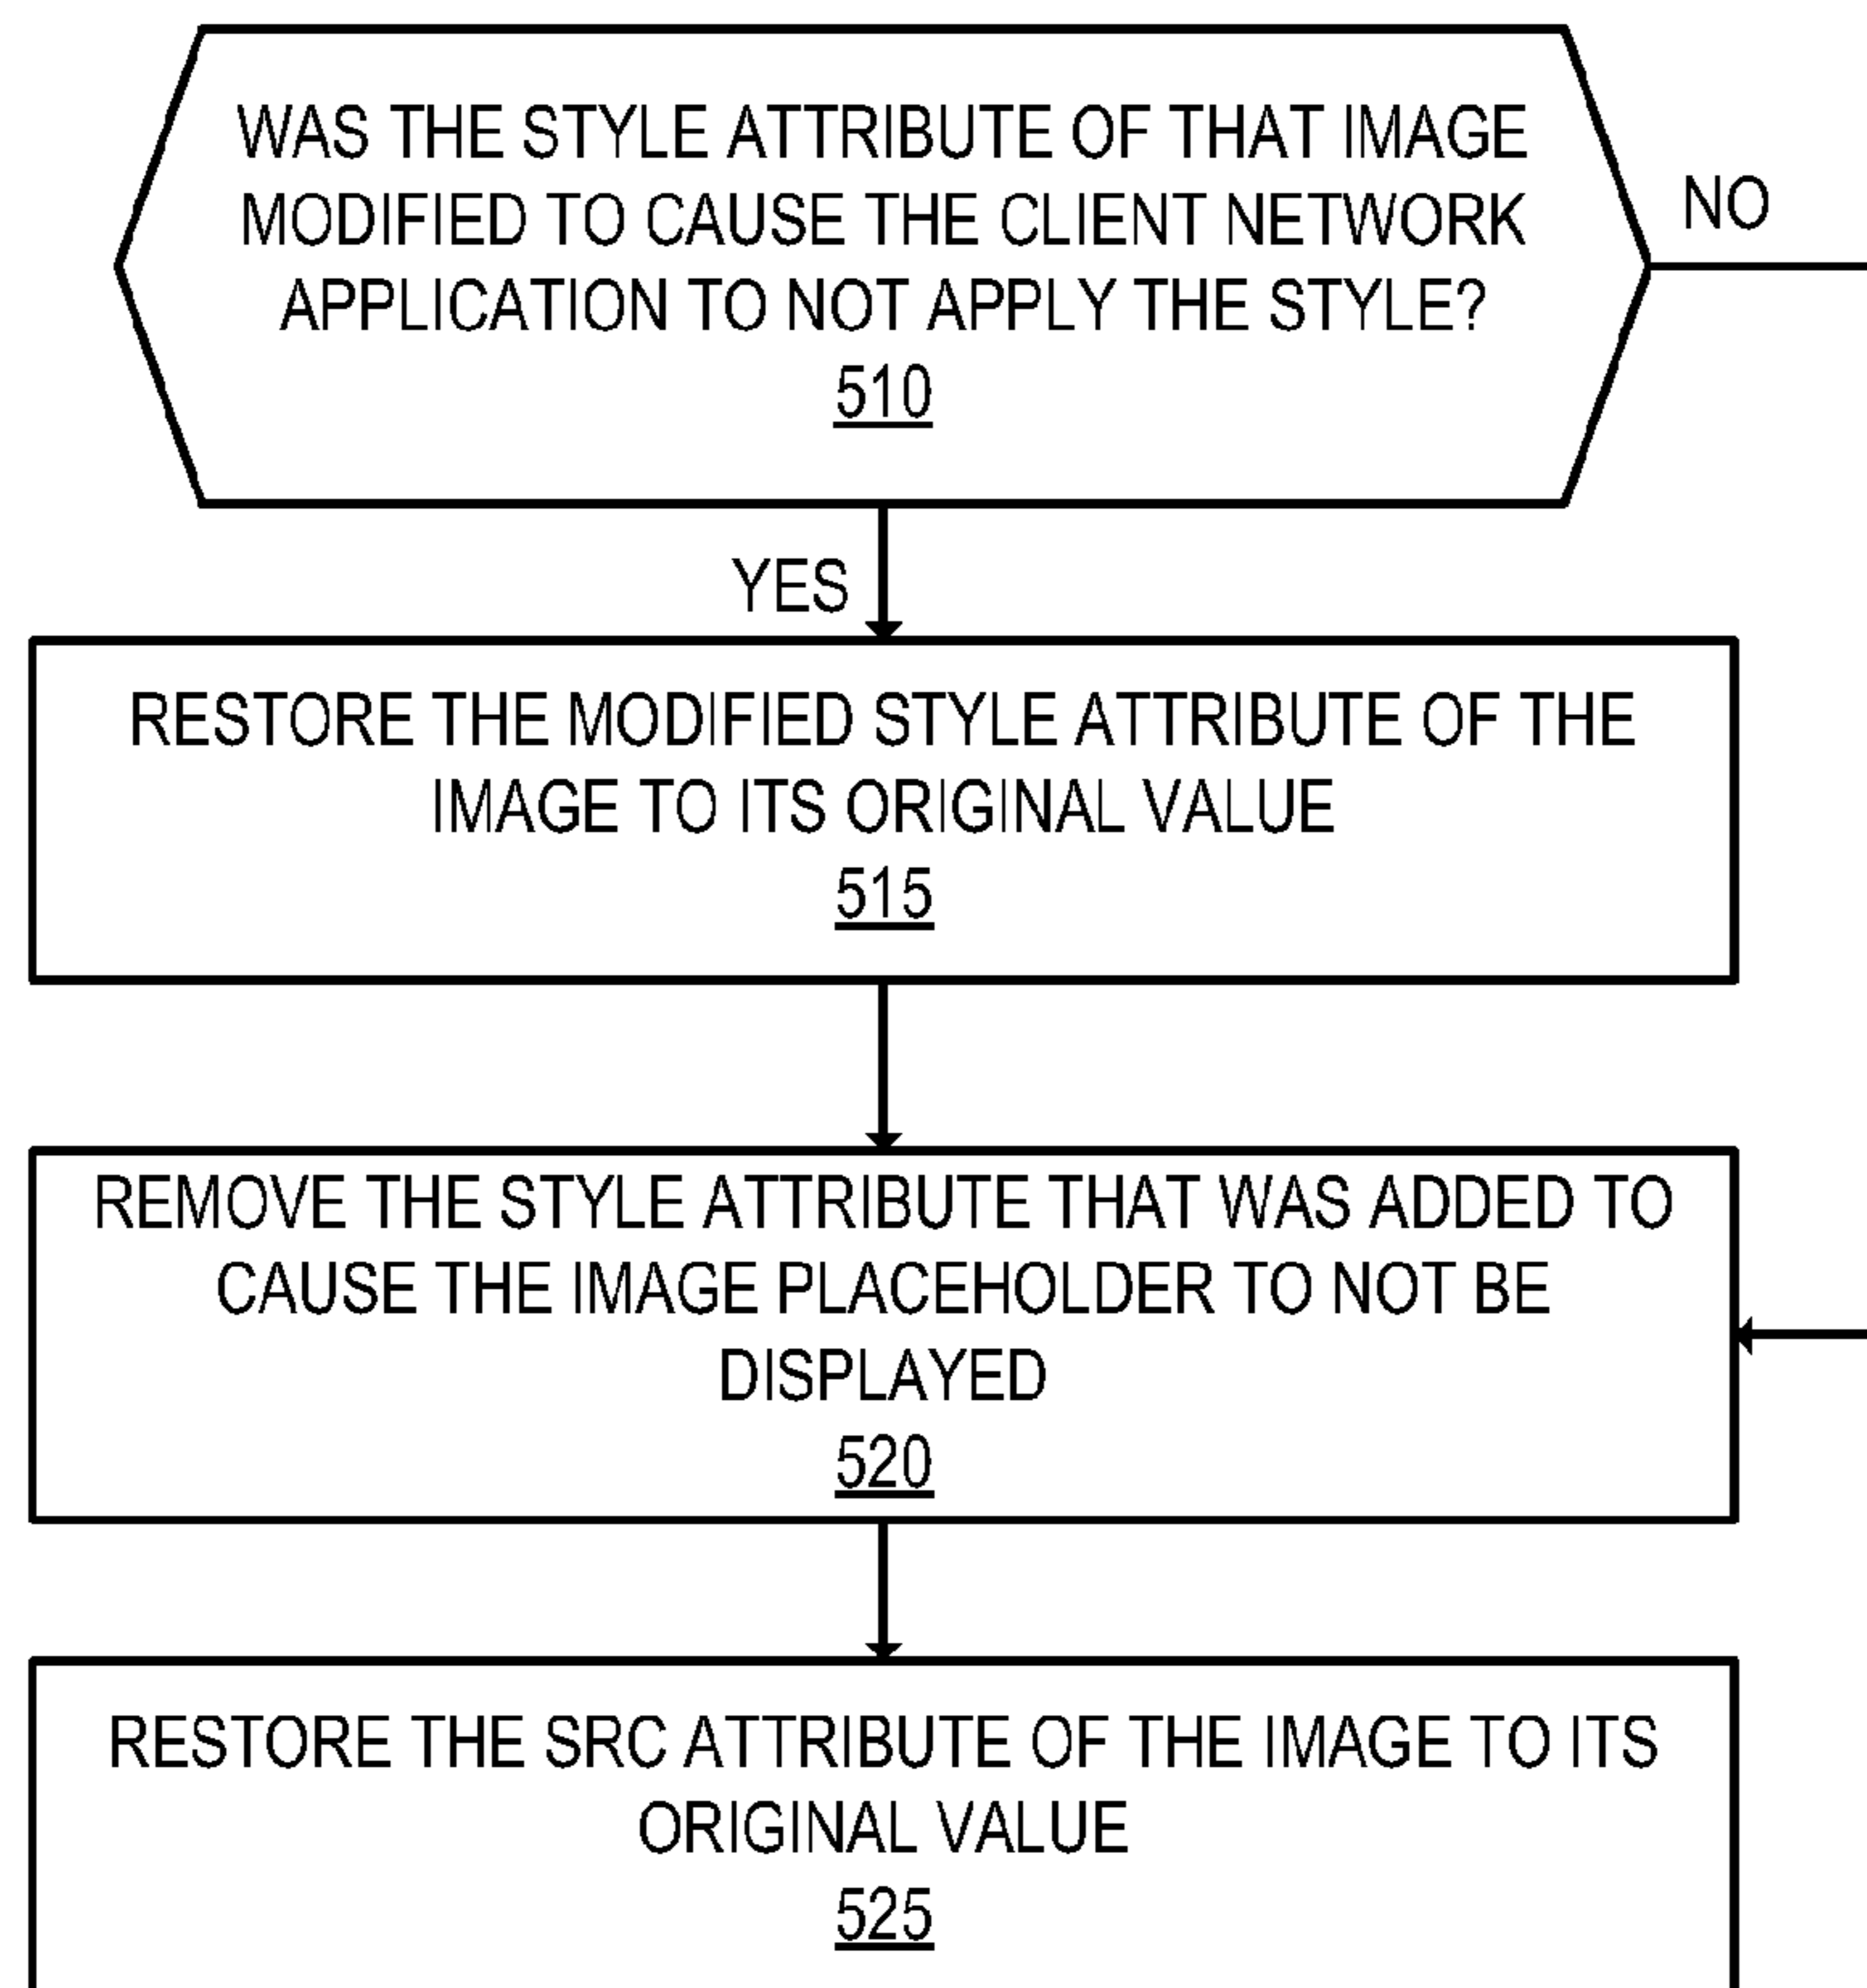 WAS THE STYLE ATTRIBUTE OF THAT IMAGE
MODIFIED TO CAUSE THE CLIENT NETWORK
APPLICATION TO NOT APPLY THE STYLE?
510
NO
YES
RESTORE THE MODIFIED STYLE ATTRIBUTE OF THE
IMAGE TO ITS ORIGINAL VALUE
515
REMOVE THE STYLE ATTRIBUTE THAT WAS ADDED TO
CAUSE THE IMAGE PLACEHOLDER TO NOT BE
DISPLAYED
520
RESTORE THE SRC ATTRIBUTE OF THE IMAGE TO ITS
ORIGINAL VALUE
525